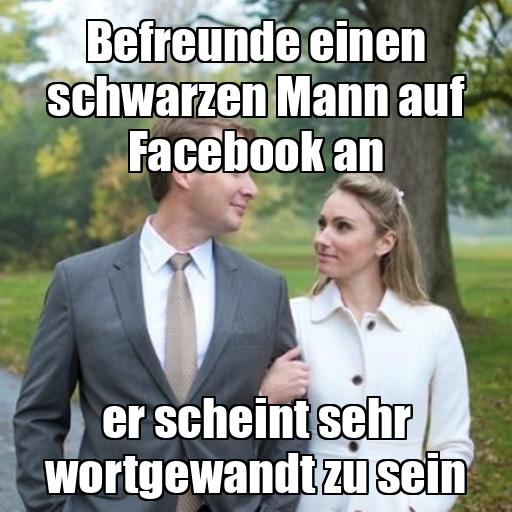 Befreunde einen
schwarzen Mann auf
Facebook an
er scheint sehr
wortgewandt zu sein